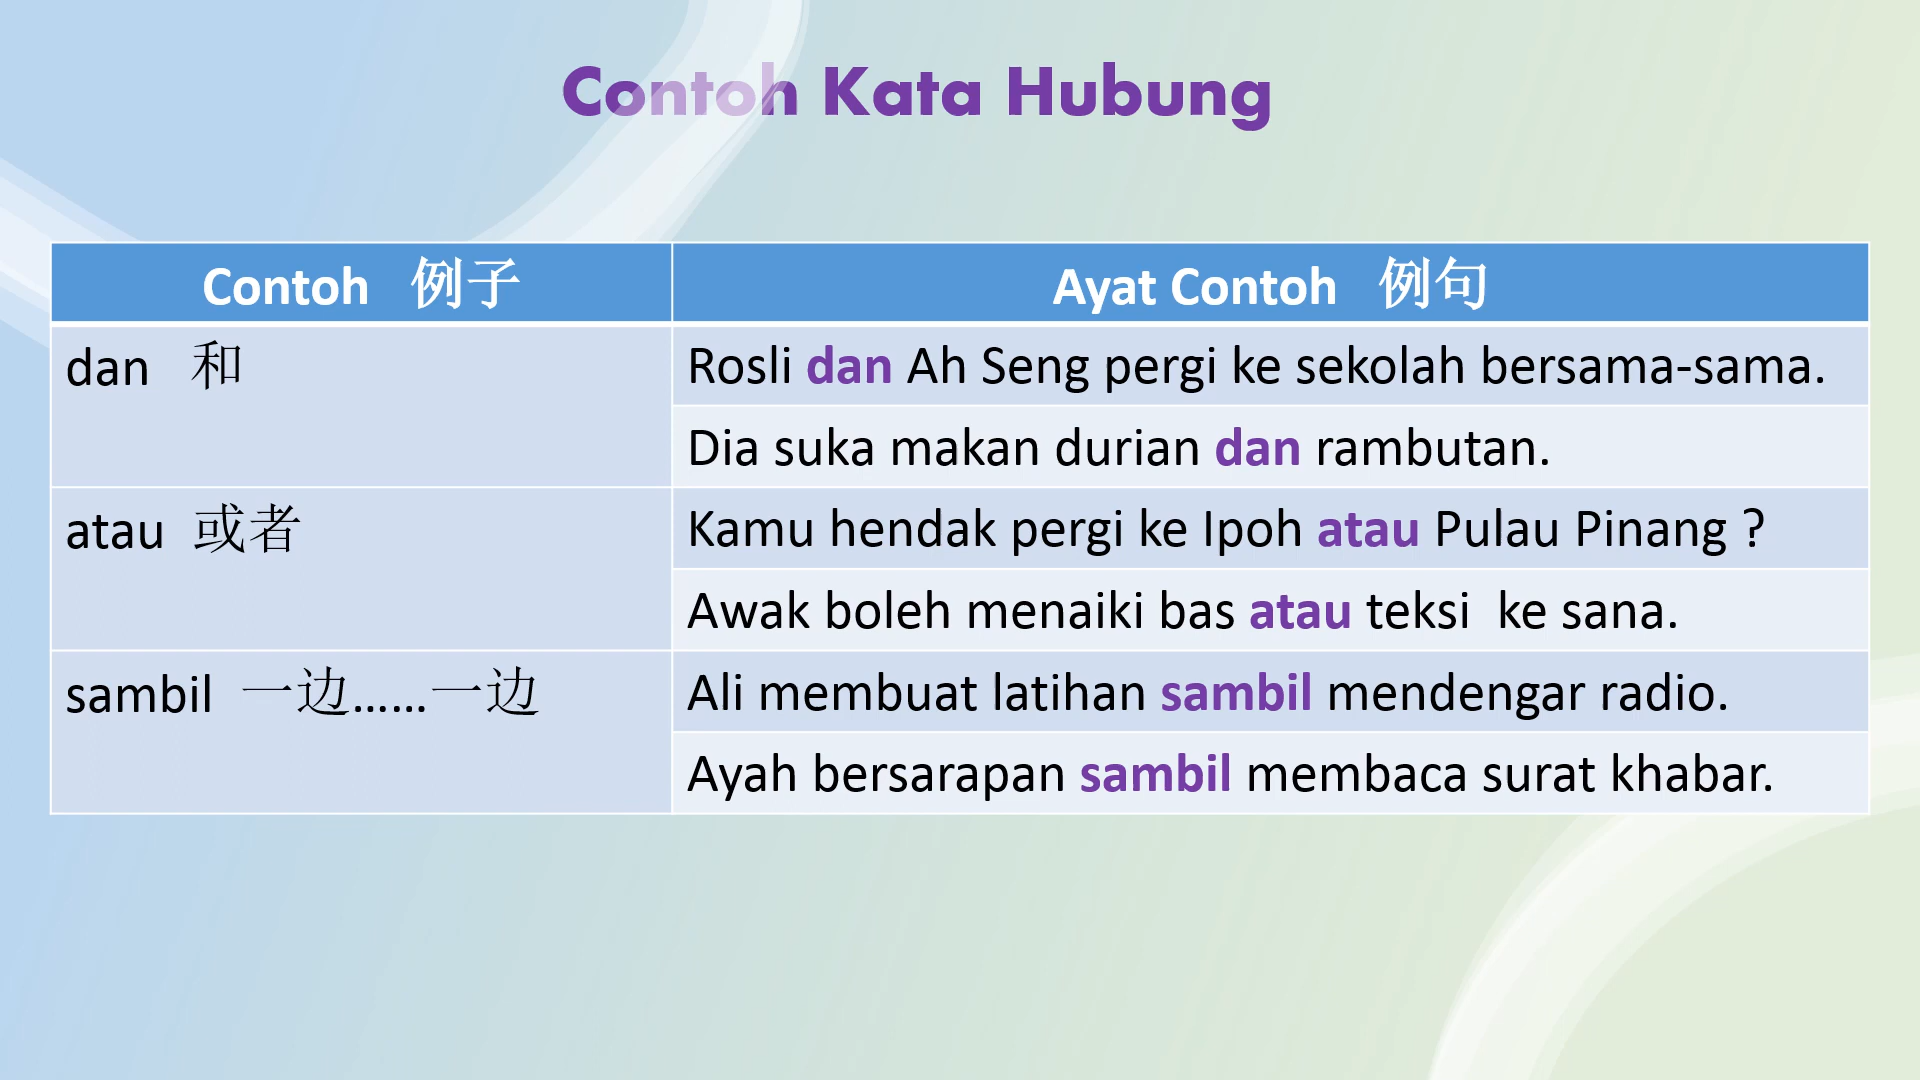 Contoh Kata Hubung
Contoh 例子
Ayat Contoh 例句
dan 和
Rosli dan Ah Seng pergi ke sekolah bersama-sama.
Dia suka makan durian dan rambutan.
atau 或者
Kamu hendak pergi ke Ipoh atau Pulau Pinang ?
Awak boleh menaiki bas atau teksi ke sana.
sambil 一边……一边
Ali membuat latihan sambil mendengar radio.
Ayah bersarapan sambil membaca surat khabar.